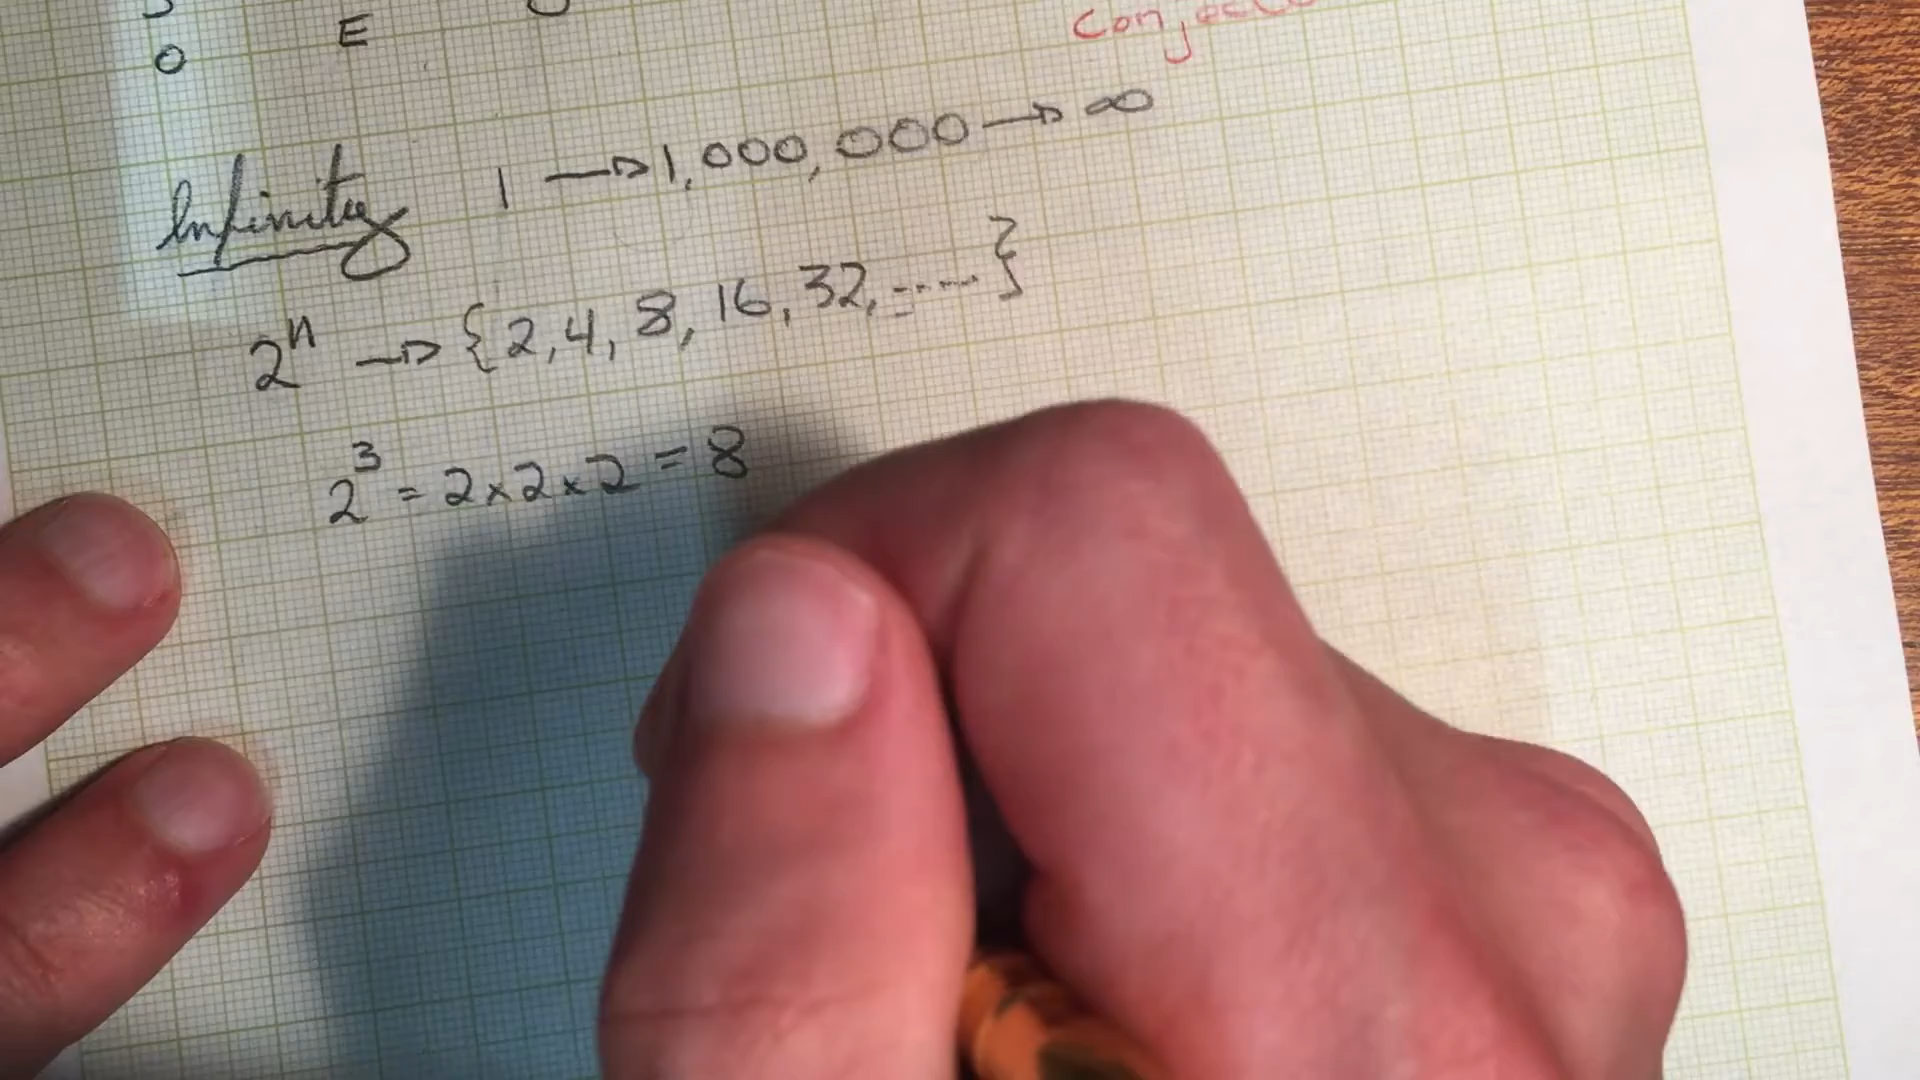 O E
Infinity 1 → 1,000,000 → ∞
2ⁿ → {2, 4, 8, 16, 32, ......}
2³ = 2 x 2 x 2 = 8